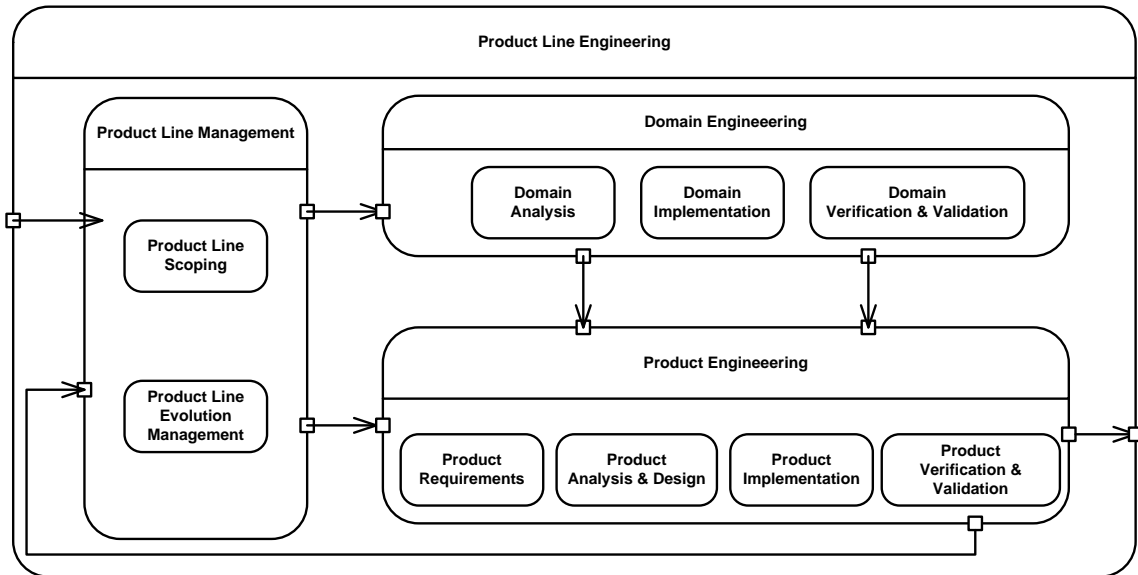 Product Line Engineering
Product Line Management
Product Line
Scoping
Product Line
Evolution
Management
Domain Engineeering
Domain
Analysis
Domain
Implementation
Domain
Verification & Validation
Product Engineeering
Product
Requirements
Product
Analysis & Design
Product
Implementation
Product
Verification &
Validation